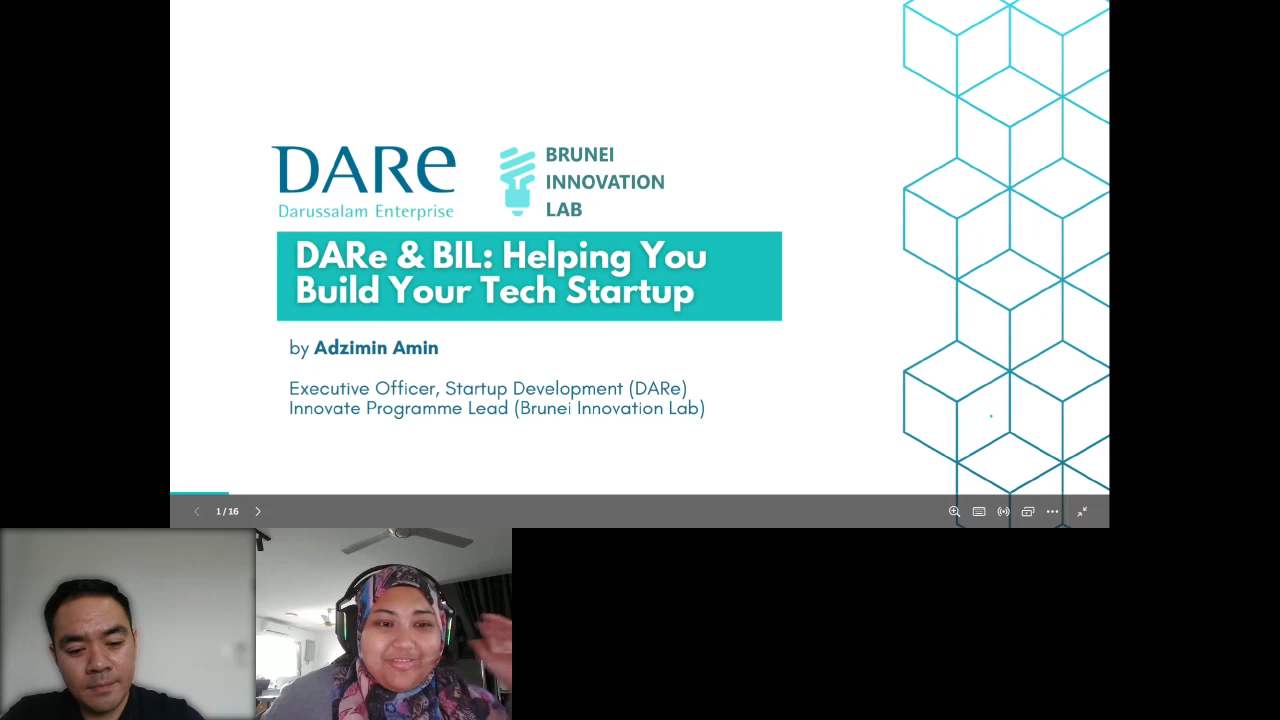 DARe
Darussalam Enterprise
BRUNEI
INNOVATION
LAB
DARe & BIL: Helping You
Build Your Tech Startup
by Adzimin Amin
Executive Officer, Startup Development (DARe)
Innovate Programme Lead (Brunei Innovation Lab)
1 / 16